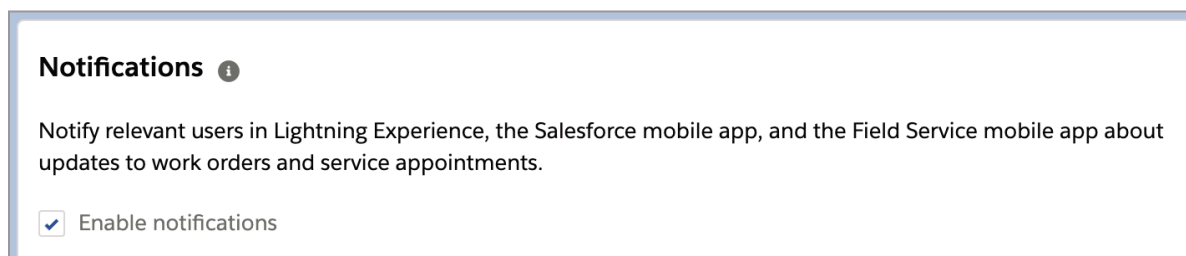 Notifications
Notify relevant users in Lightning Experience, the Salesforce mobile app, and the Field Service mobile app about
updates to work orders and service appointments.
Enable notifications